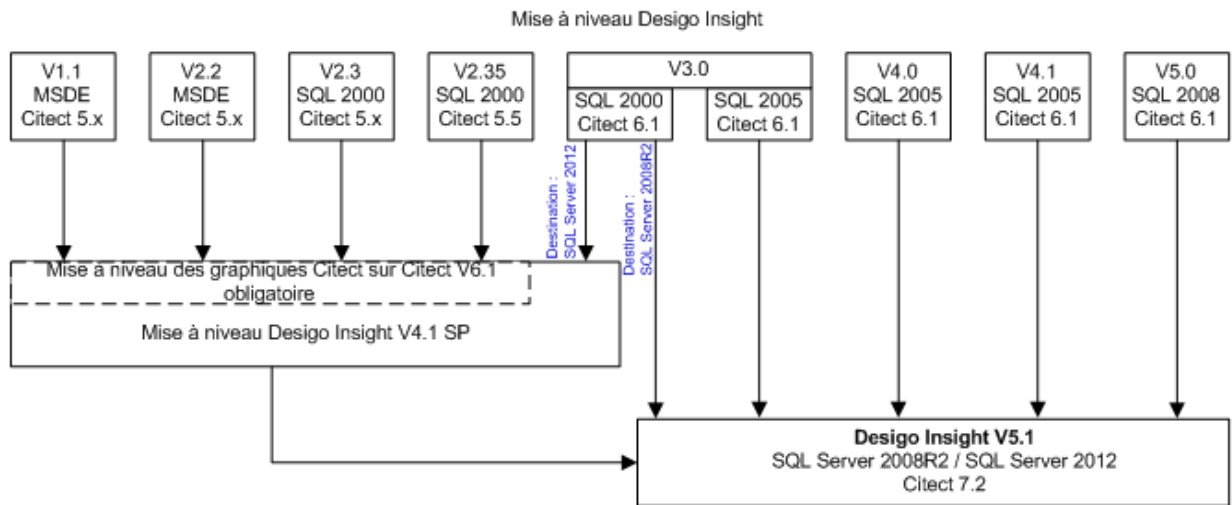 Mise à niveau Desigo Insight
V1.1
MSDE
Citect 5.x
V2.2
MSDE
Citect 5.x
V2.3
SQL 2000
Citect 5.x
V2.35
SQL 2000
Citect 5.5
V3.0
SQL 2000
Citect 6.1
SQL 2005
Citect 6.1
V4.0
SQL 2005
Citect 6.1
V4.1
SQL 2005
Citect 6.1
V5.0
SQL 2008
Citect 6.1
Destination :
SQL Server 2012
Destination :
SQL Server 2008R2
Mise à niveau des graphiques Citect sur Citect V6.1
obligatoire
Mise à niveau Desigo Insight V4.1 SP
Desigo Insight V5.1
SQL Server 2008R2 / SQL Server 2012
Citect 7.2